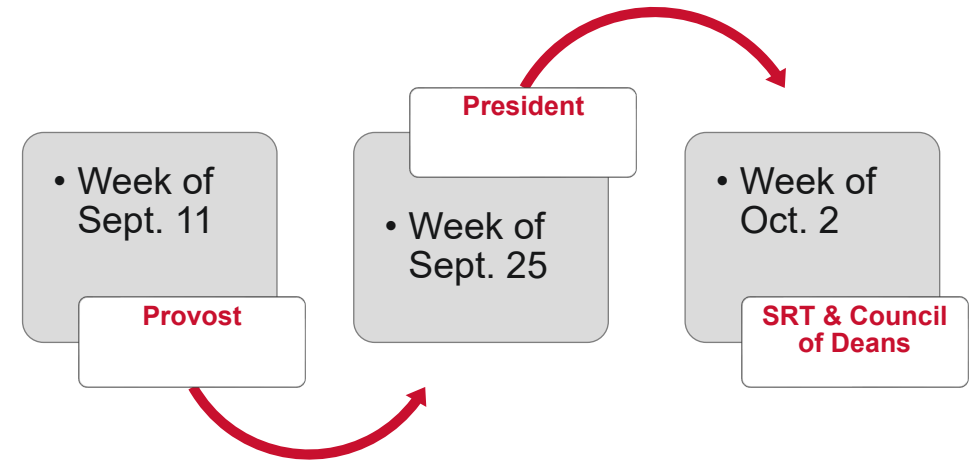 • Week of
Sept. 11
Provost
President
• Week of
Sept. 25
• Week of
Oct. 2
SRT & Council
of Deans